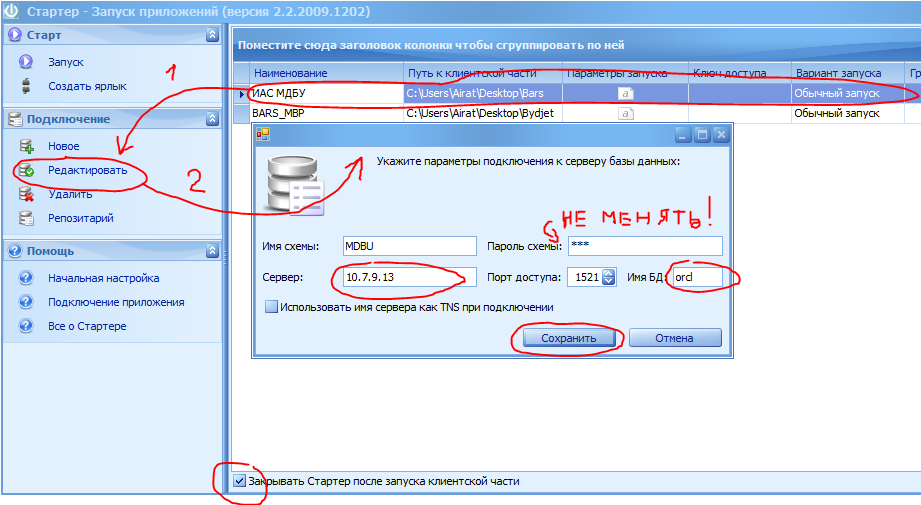 Стартер - Запуск приложений (версия 2.2.2009.1202)
Старт
Запуск
Создать ярлык
Подключение
Новое
Редактировать
Удалить
Репозитарий
Помощь
Начальная настройка
Подключение приложения
Все о Стартере
1
2
Поместите сюда заголовок колонки чтобы сгруппировать по ней
Наименование Путь к клиентской части Параметры запуска Ключ доступа Вариант запуска Гр
ИАС МДБУ C:\Users\Airat\Desktop\Bars a Обычный запуск
BARS_MBP C:\Users\Airat\Desktop\Bydjet a Обычный запуск
Укажите параметры подключения к серверу базы данных:
НЕ МЕНЯТЬ!
Имя схемы: MDBU Пароль схемы: ***
Сервер: 10.7.9.13 Порт доступа: 1521 Имя БД: orcl
Использовать имя сервера как TNS при подключении
Сохранить Отмена
Закрывать Стартер после запуска клиентской части